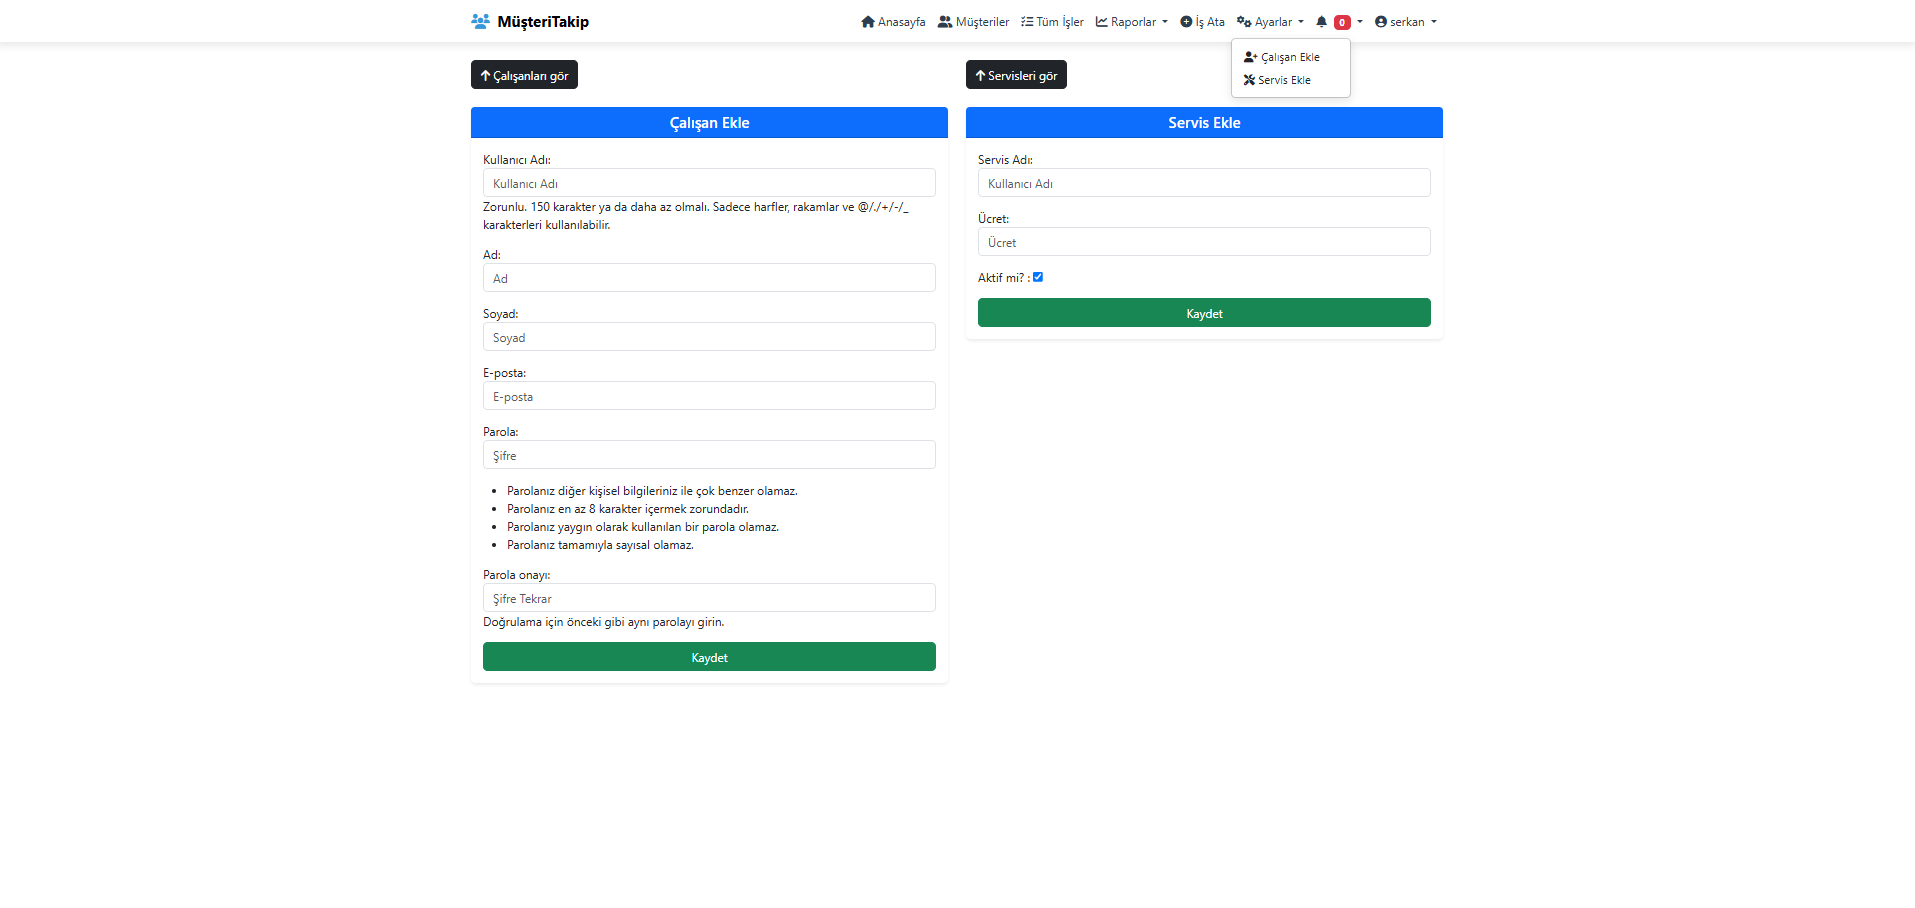 MüşteriTakip
Anasayfa Müşteriler Tüm İşler Raporlar İş Ata Ayarlar 0 serkan
Çalışan Ekle
Servis Ekle
Çalışanları gör
Çalışan Ekle
Kullanıcı Adı:
Kullanıcı Adı
Zorunlu. 150 karakter ya da daha az olmalı. Sadece harfler, rakamlar ve @/./+/-/_
karakterleri kullanılabilir.
Ad:
Ad
Soyad:
Soyad
E-posta:
E-posta
Parola:
Şifre
• Parolanız diğer kişisel bilgileriniz ile çok benzer olamaz.
• Parolanız en az 8 karakter içermek zorundadır.
• Parolanız yaygın olarak kullanılan bir parola olamaz.
• Parolanız tamamıyla sayısal olamaz.
Parola onayı:
Şifre Tekrar
Doğrulama için önceki gibi aynı parolayı girin.
Kaydet
Servisleri gör
Servis Ekle
Servis Adı:
Kullanıcı Adı
Ücret:
Ücret
Aktif mi? :
Kaydet